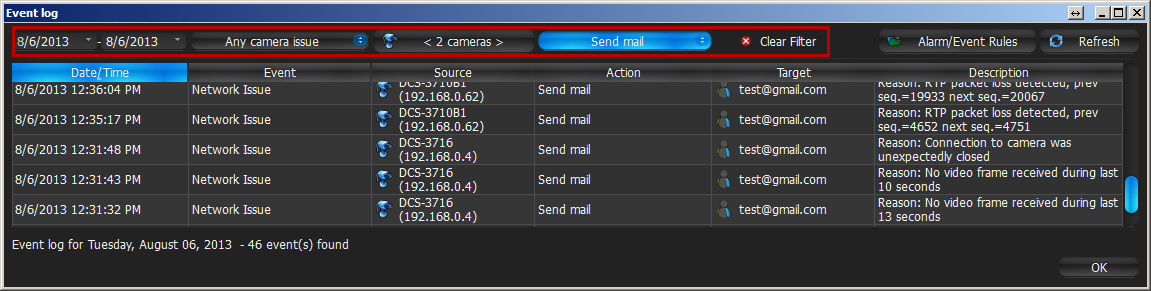 Event log
8/6/2013 - 8/6/2013 Any camera issue < 2 cameras > Send mail Clear Filter Alarm/Event Rules Refresh
Date/Time Event Source Action Target Description
8/6/2013 12:36:04 PM Network Issue DCS-3710B1 (192.168.0.62) Send mail test@gmail.com Reason: RTP packet loss detected, prev seq.=19933 next seq.=20067
8/6/2013 12:35:17 PM Network Issue DCS-3710B1 (192.168.0.62) Send mail test@gmail.com Reason: RTP packet loss detected, prev seq.=4652 next seq.=4751
8/6/2013 12:31:48 PM Network Issue DCS-3716 (192.168.0.4) Send mail test@gmail.com Reason: Connection to camera was unexpectedly closed
8/6/2013 12:31:43 PM Network Issue DCS-3716 (192.168.0.4) Send mail test@gmail.com Reason: No video frame received during last 10 seconds
8/6/2013 12:31:32 PM Network Issue DCS-3716 (192.168.0.4) Send mail test@gmail.com Reason: No video frame received during last 13 seconds
Event log for Tuesday, August 06, 2013 - 46 event(s) found
OK